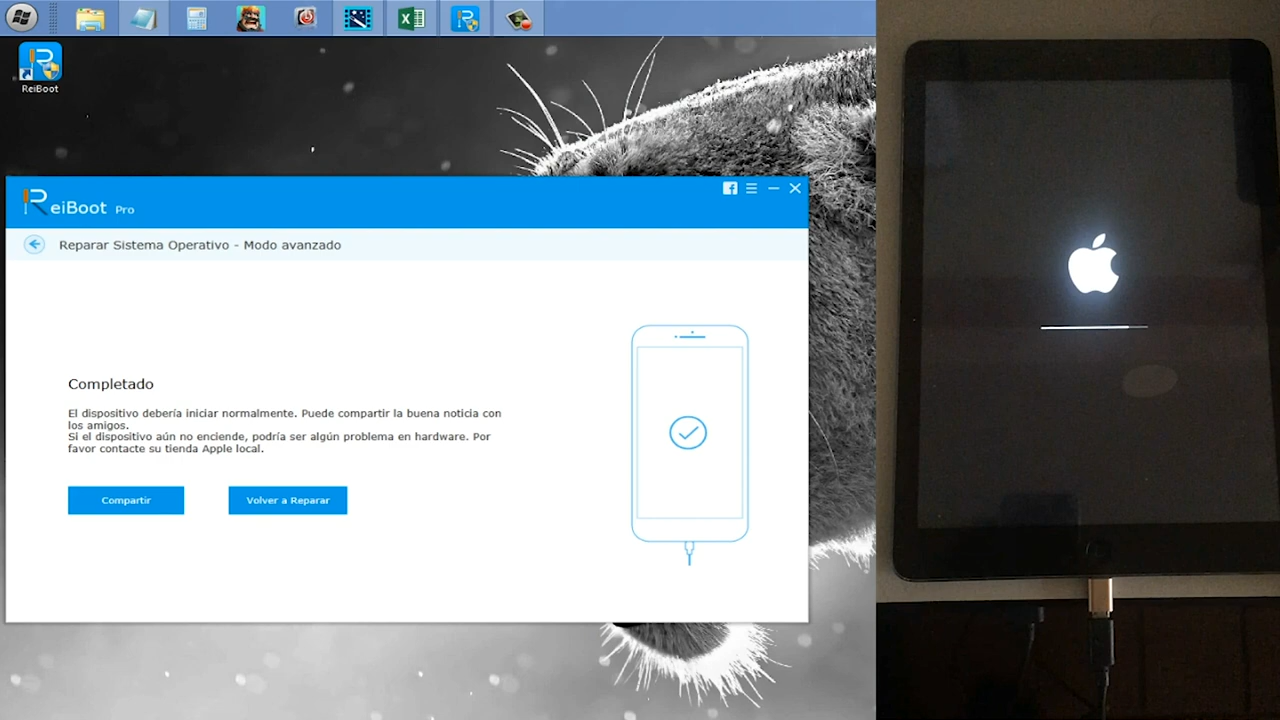 ReiBoot
ReiBoot Pro
Reparar Sistema Operativo - Modo avanzado
Completado
El dispositivo debería iniciar normalmente. Puede compartir la buena noticia con
los amigos.
Si el dispositivo aún no enciende, podría ser algún problema en hardware. Por
favor contacte su tienda Apple local.
Compartir
Volver a Reparar